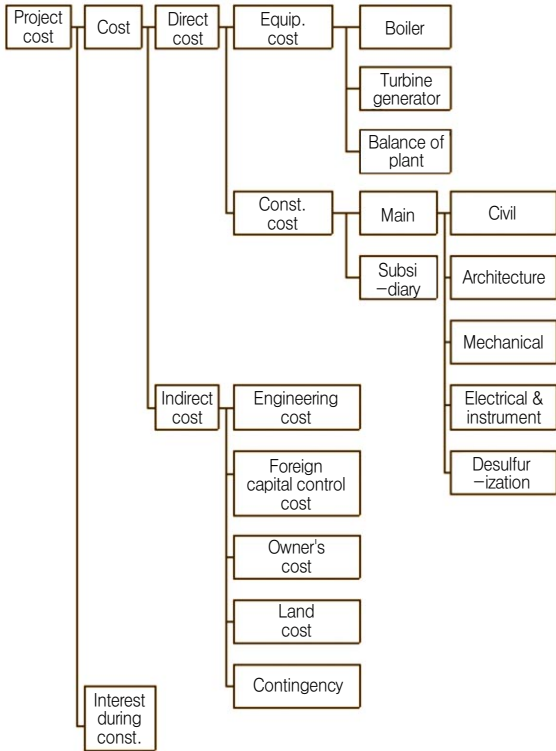 Project
cost
Cost
Direct
cost
Equip.
cost
Boiler
Turbine
generator
Balance of
plant
Const.
cost
Main
Civil
Subsi
-diary
Architecture
Mechanical
Electrical &
instrument
Desulfur
-ization
Indirect
cost
Engineering
cost
Foreign
capital control
cost
Owner's
cost
Land
cost
Contingency
Interest
during
const.